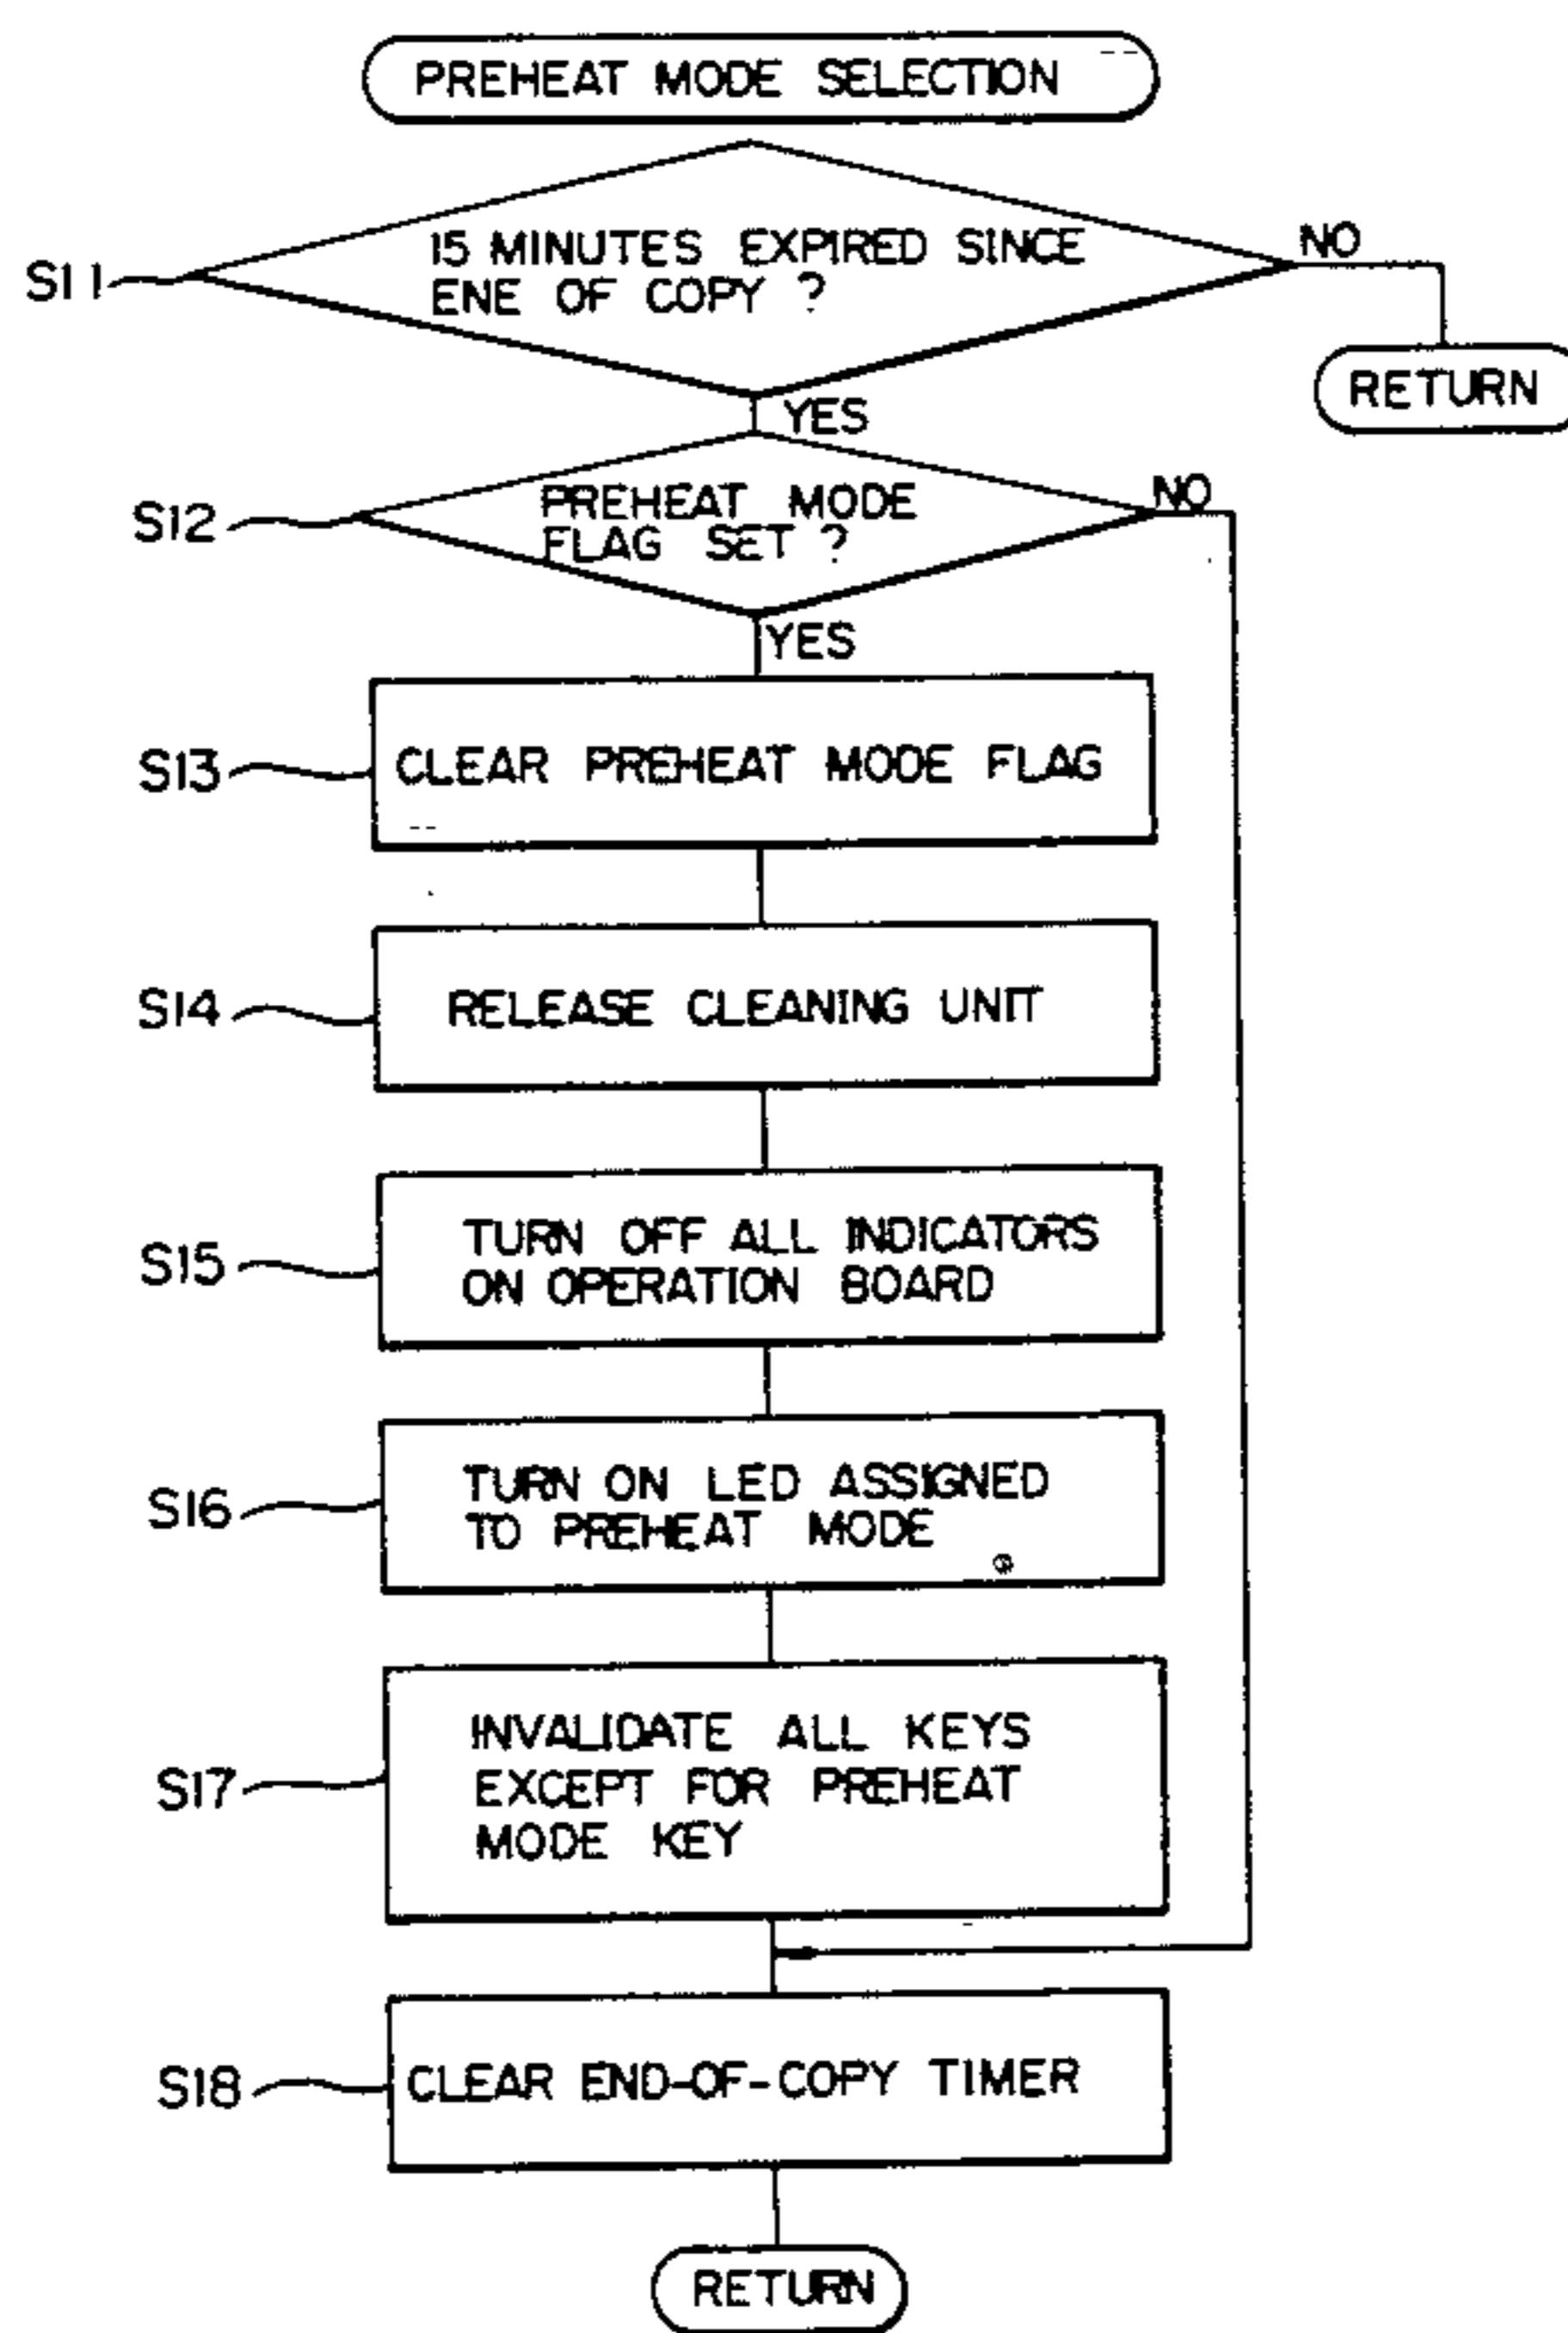 PREHEAT MODE SELECTION
S11
15 MINUTES EXPIRED SINCE
ENE OF COPY ?
NO
RETURN
YES
S12
PREHEAT MODE
FLAG SET ?
NO
YES
S13
CLEAR PREHEAT MODE FLAG
S14
RELEASE CLEANING UNIT
S15
TURN OFF ALL INDICATORS
ON OPERATION BOARD
S16
TURN ON LED ASSIGNED
TO PREHEAT MODE
S17
INVALIDATE ALL KEYS
EXCEPT FOR PREHEAT
MODE KEY
S18
CLEAR END-OF-COPY TIMER
RETURN